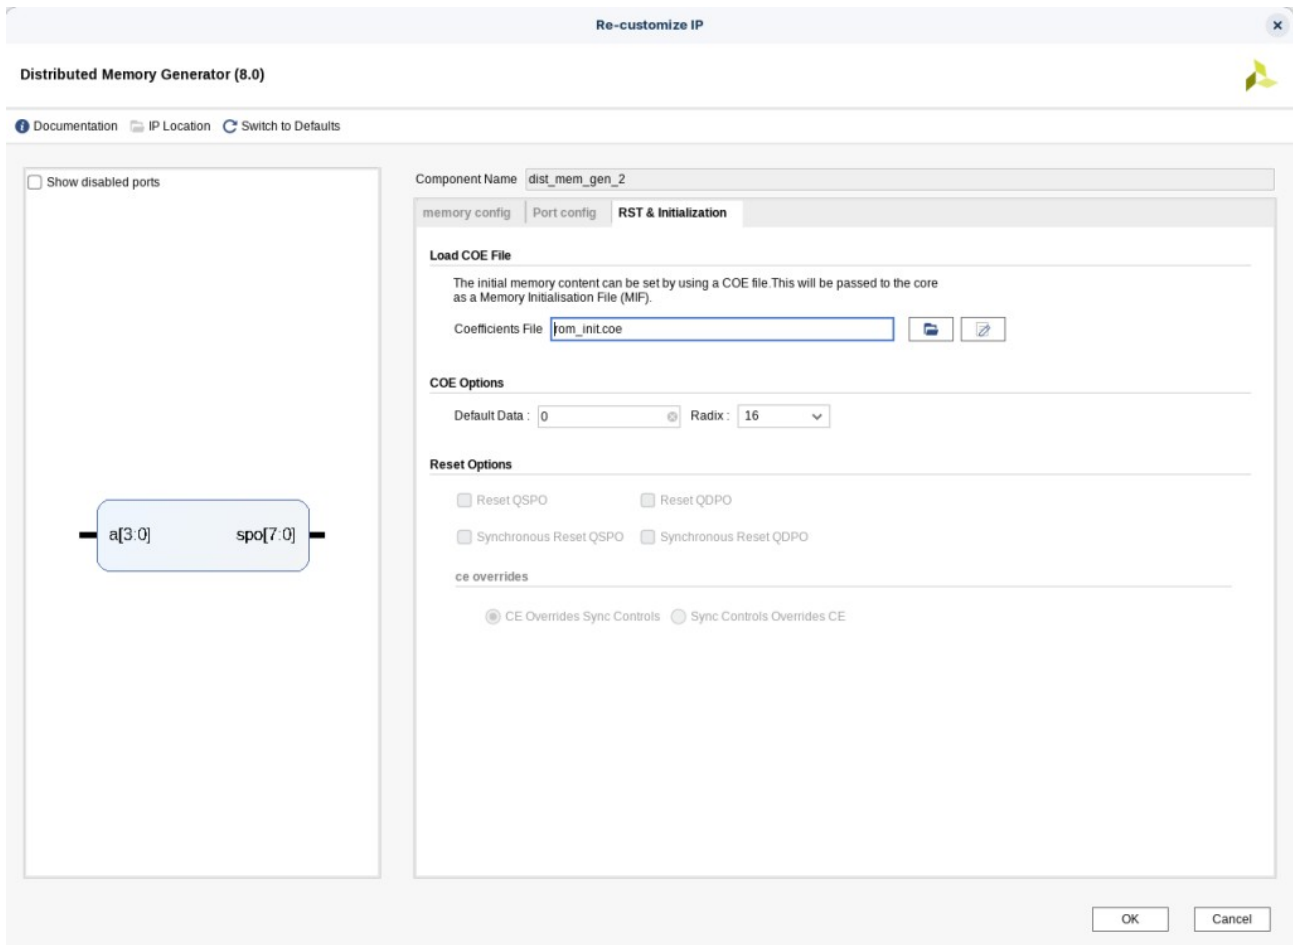 Re-customize IP
Distributed Memory Generator (8.0)
Documentation IP Location Switch to Defaults
Show disabled ports
a[3:0] spo[7:0]
Component Name dist_mem_gen_2
memory config Port config RST & Initialization
Load COE File
The initial memory content can be set by using a COE file.This will be passed to the core
as a Memory Initialisation File (MIF).
Coefficients File rom_init.coe
COE Options
Default Data : 0 Radix : 16
Reset Options
Reset QSPO Reset QDPO
Synchronous Reset QSPO Synchronous Reset QDPO
ce overrides
CE Overrides Sync Controls Sync Controls Overrides CE
OK Cancel